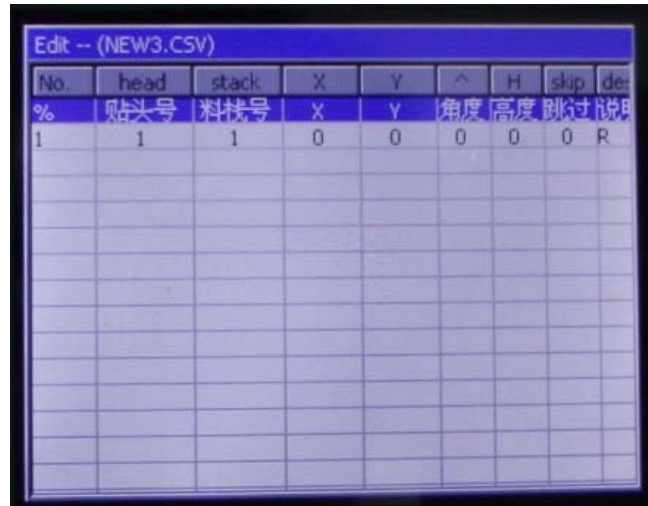 Edit -- (NEW3.CSV)
No. head stack X Y ^ H skip des
% 贴头号 料栈号 X Y 角度 高度 跳过 说明
1 1 1 0 0 0 0 0 R